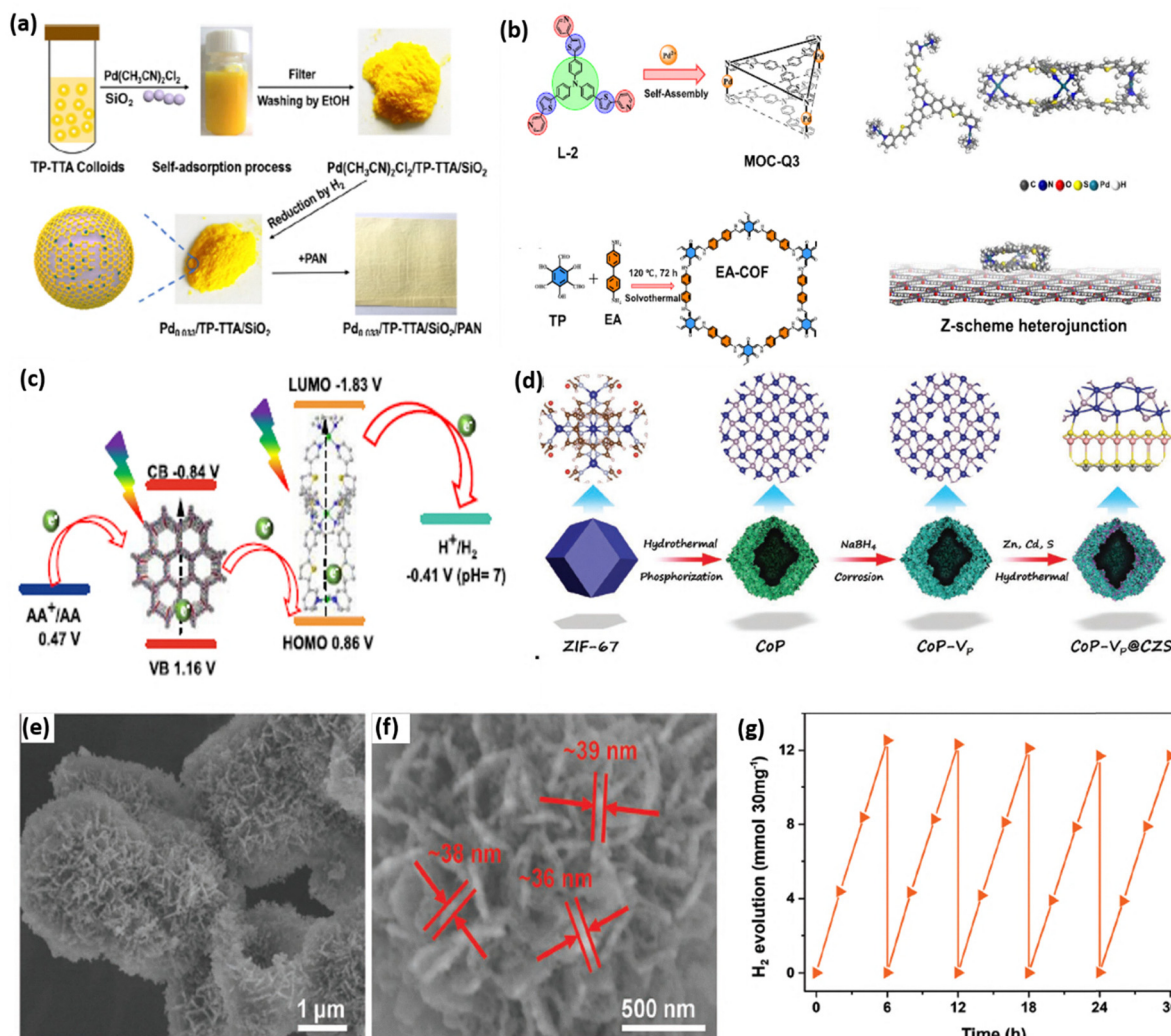 (a)
Pd(CH₃CN)₂Cl₂
SiO₂
Filter
Washing by EtOH
TP-TTA Colloids
Self-adsorption process
Pd(CH₃CN)₂Cl₂/TP-TTA/SiO₂
Reduction by H₂
+PAN
Pd₀.₀₃₃/TP-TTA/SiO₂
Pd₀.₀₃₃/TP-TTA/SiO₂/PAN
(b)
Pd²⁺
Self-Assembly
L-2
MOC-Q3
Pd
Pd
Pd
C N O S Pd H
TP
+
EA
120 ℃, 72 h
Solvothermal
EA-COF
Z-scheme heterojunction
(c)
LUMO -1.83 V
CB -0.84 V
e⁻
e⁻
e⁻
H⁺/H₂
-0.41 V (pH= 7)
AA⁺/AA
0.47 V
VB 1.16 V
HOMO 0.86 V
(d)
Hydrothermal
Phosphorization
NaBH₄
Corrosion
Zn, Cd, S
Hydrothermal
ZIF-67
CoP
CoP-Vₚ
CoP-Vₚ@CZS
(e)
1 μm
(f)
~39 nm
~38 nm
~36 nm
500 nm
(g)
H₂ evolution (mmol 30mg⁻¹)
12
8
4
0
0 6 12 18 24
Time (h)